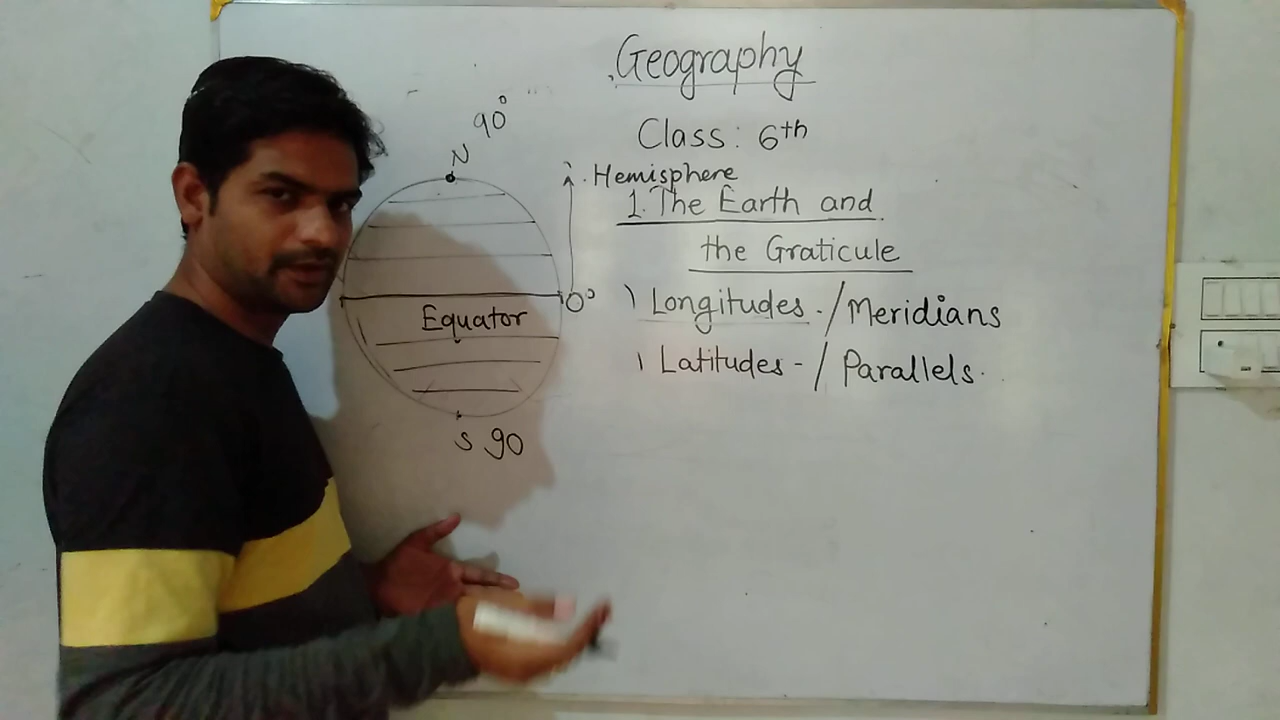 Geography
Class: 6th
Hemisphere
1. The Earth and
the Graticule
Longitudes - / Meridians
Latitudes - / Parallels.
90°
N
0°
Equator
S 90